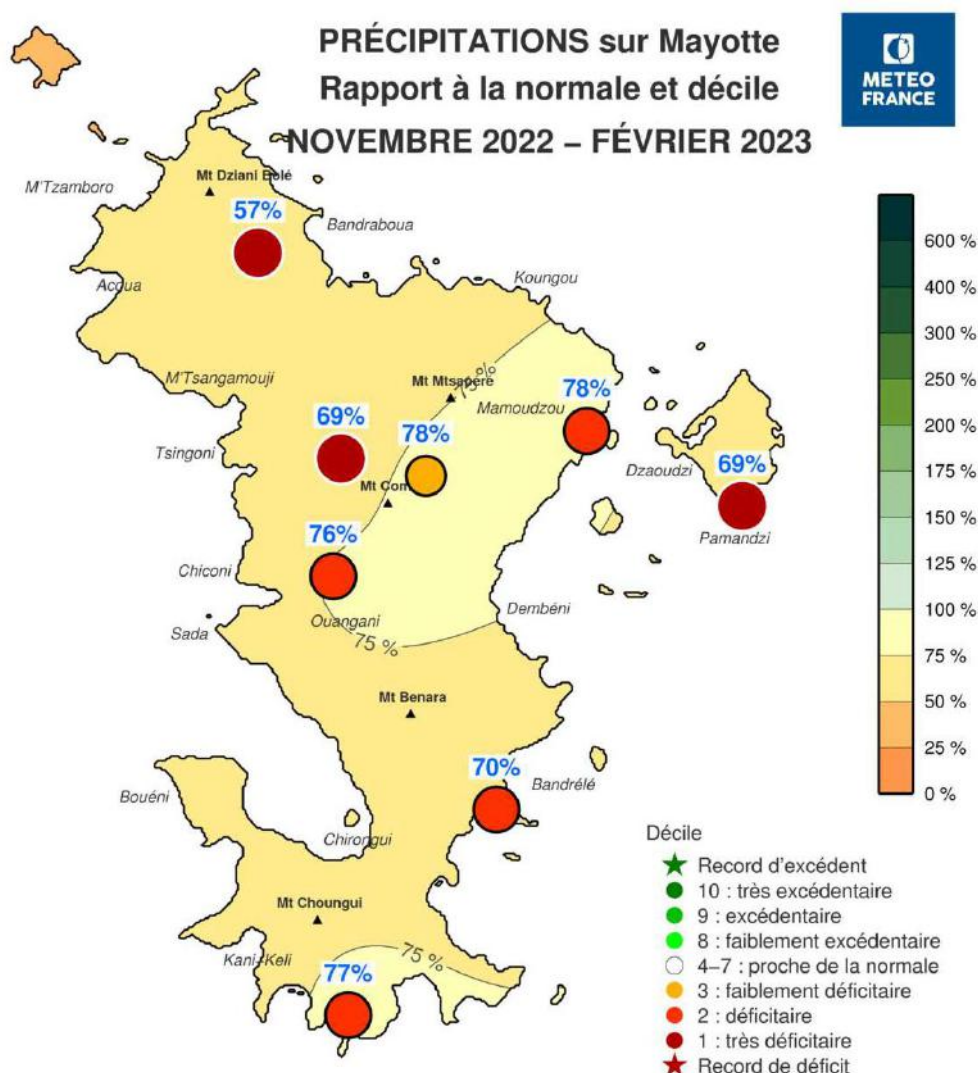 PRÉCIPITATIONS sur Mayotte
Rapport à la normale et décile
NOVEMBRE 2022 – FÉVRIER 2023
METEO
FRANCE
M'Tzamboro
Mt Dziani Bolé
57%
Bandraboua
Acoua
Koungou
M'Tsangamouji
Mt Mtsapéré
75 %
Mamoudzou
78%
69%
78%
Tsingoni
Dzaoudzi
69%
Mt Com
Pamandzi
76%
Chiconi
Ouangani
Dembéni
Sada
75 %
Mt Benara
70%
Bandrélé
Bouéni
Chirongui
Mt Choungui
Kani-Keli
75 %
77%
600 %
400 %
300 %
250 %
200 %
175 %
150 %
125 %
100 %
75 %
50 %
25 %
0 %
Décile
Record d'excédent
10 : très excédentaire
9 : excédentaire
8 : faiblement excédentaire
4–7 : proche de la normale
3 : faiblement déficitaire
2 : déficitaire
1 : très déficitaire
Record de déficit